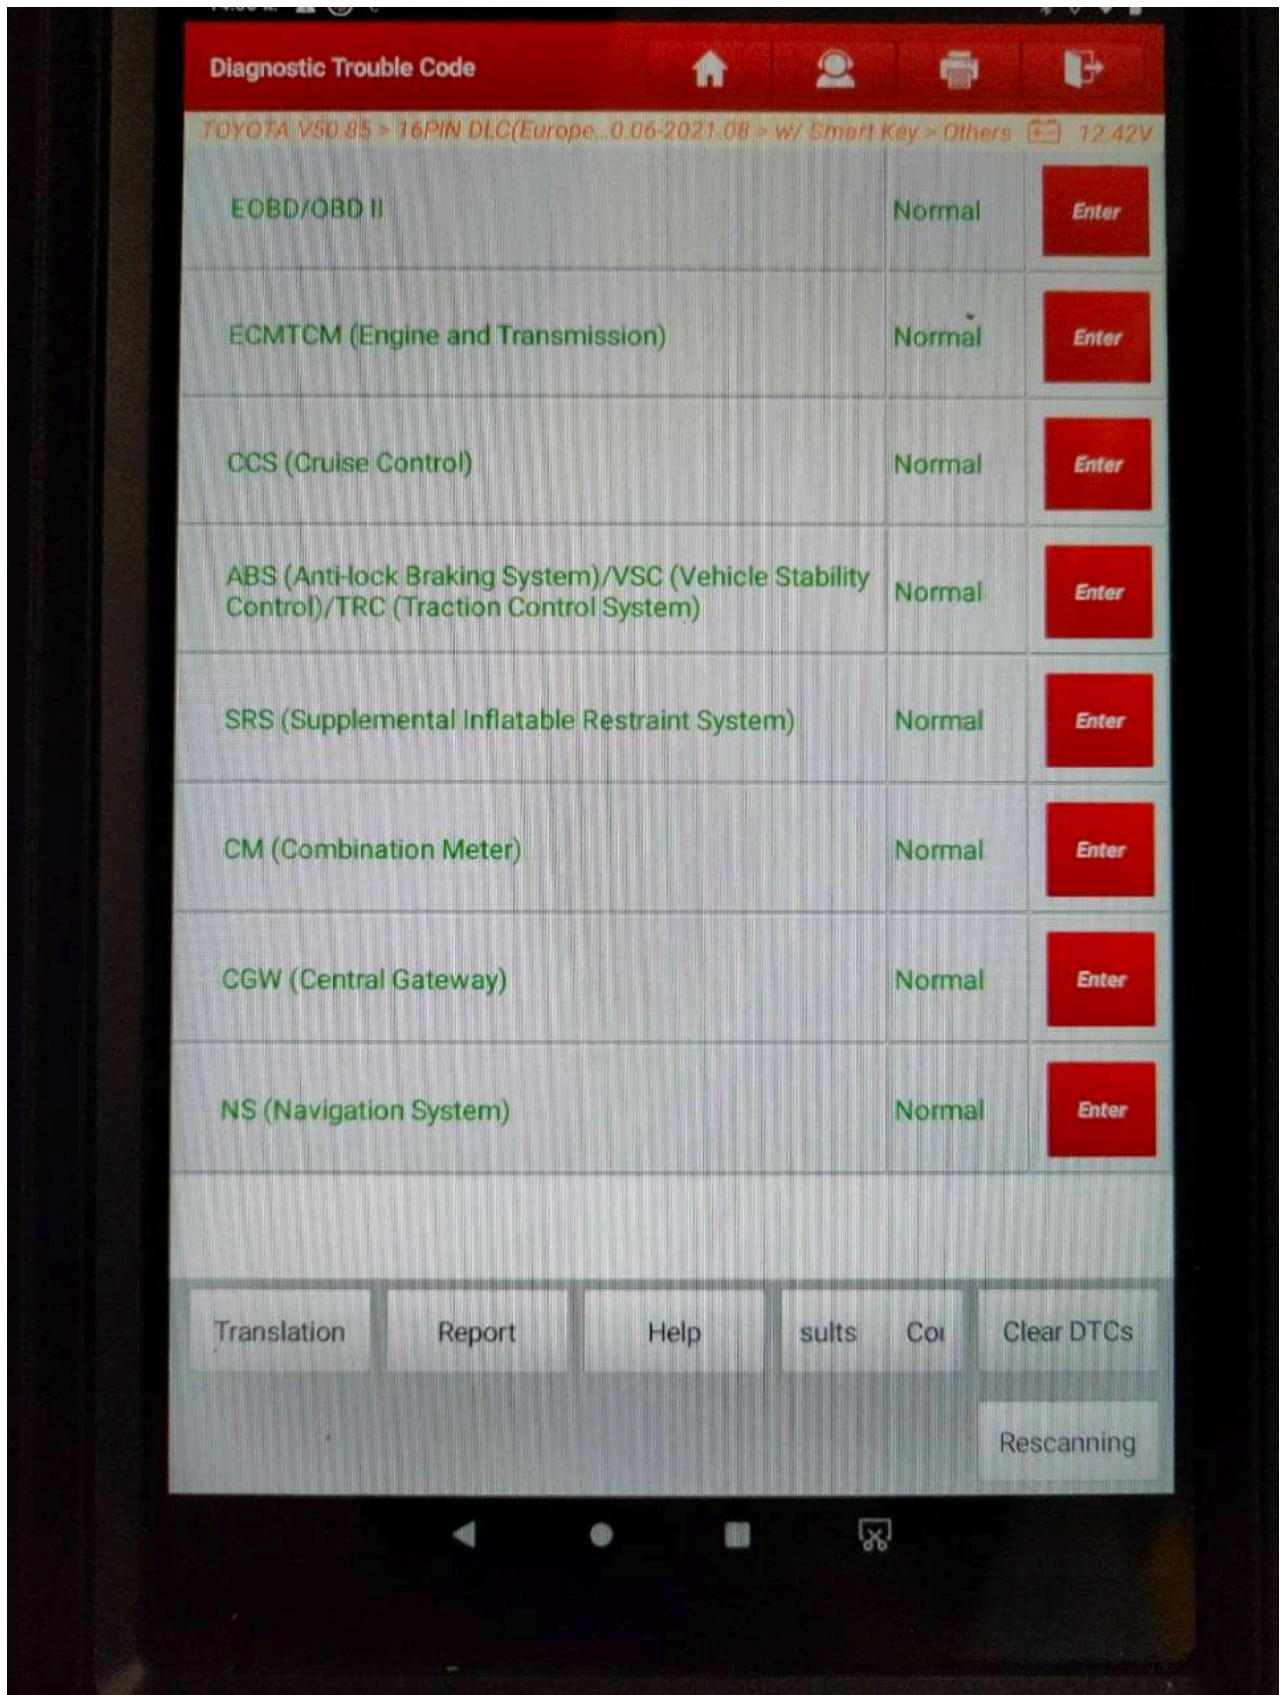 Diagnostic Trouble Code
TOYOTA V50.85 > 16PIN DLC(Europe...0.06-2021.08 > w/ Smart Key > Others 12.42V
EOBD/OBD II Normal Enter
ECMTCM (Engine and Transmission) Normal Enter
CCS (Cruise Control) Normal Enter
ABS (Anti-lock Braking System)/VSC (Vehicle Stability
Control)/TRC (Traction Control System) Normal Enter
SRS (Supplemental Inflatable Restraint System) Normal Enter
CM (Combination Meter) Normal Enter
CGW (Central Gateway) Normal Enter
NS (Navigation System) Normal Enter
Translation Report Help sults Coı Clear DTCs
Rescanning